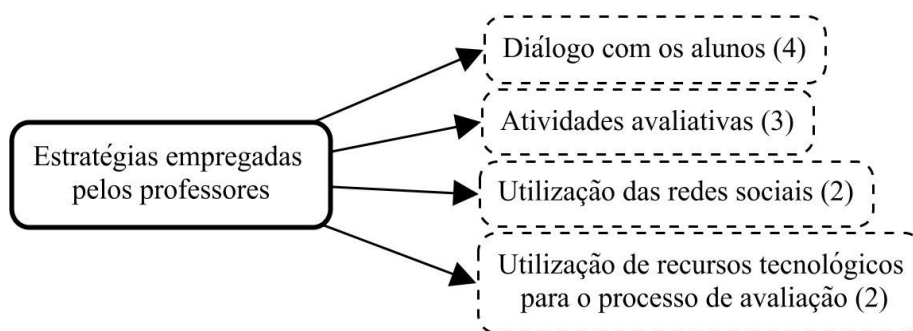 Estratégias empregadas
pelos professores
Diálogo com os alunos (4)
Atividades avaliativas (3)
Utilização das redes sociais (2)
Utilização de recursos tecnológicos
para o processo de avaliação (2)